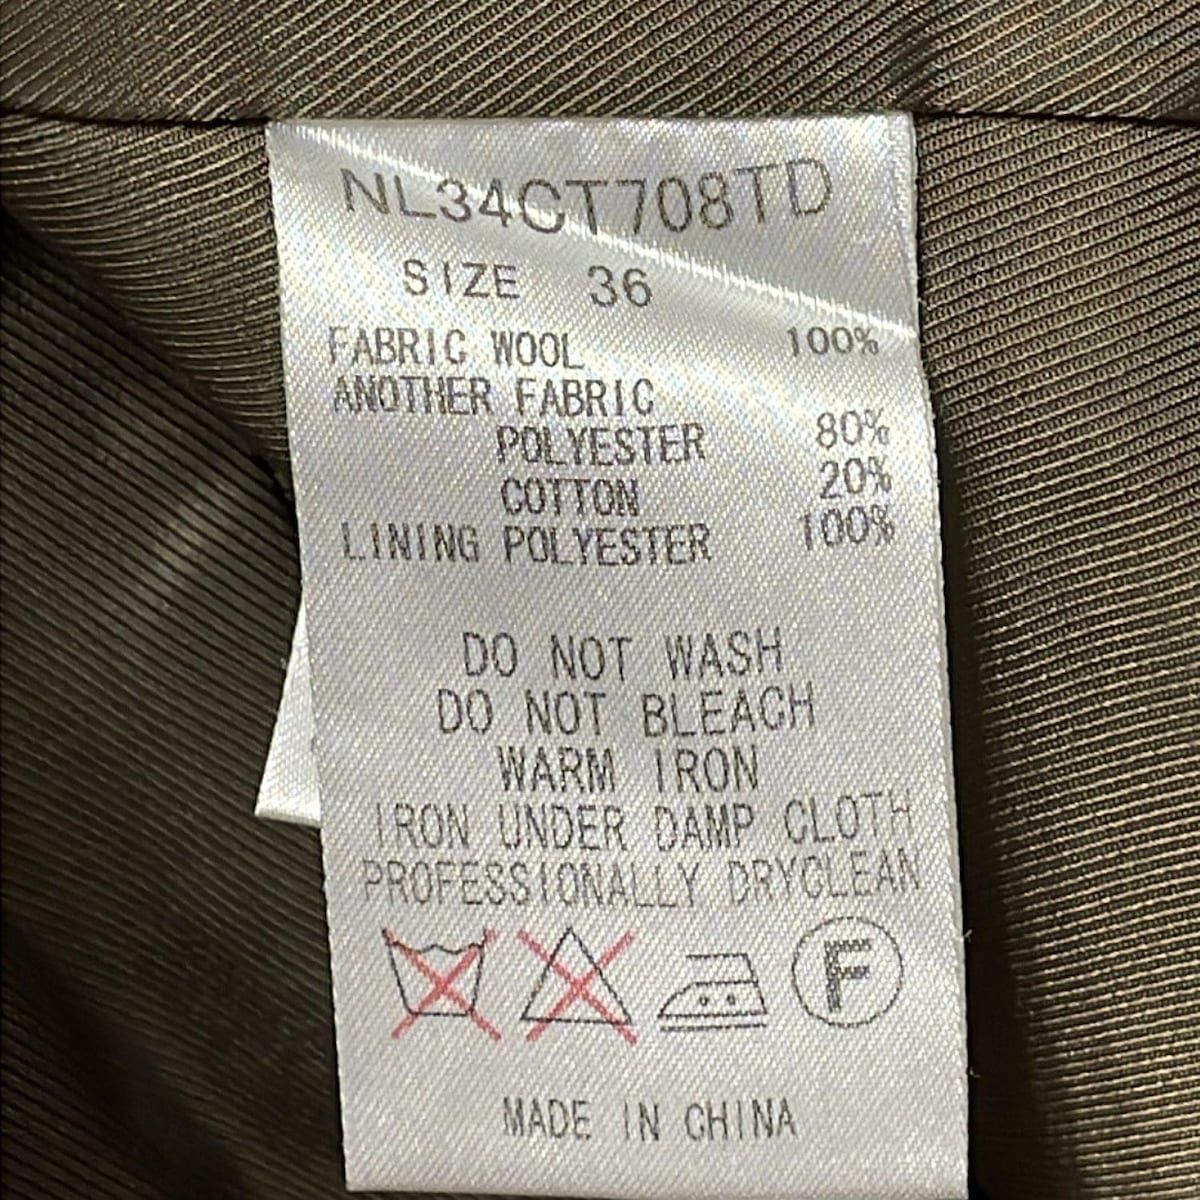 NL34CT708TD
SIZE 36
FABRIC WOOL 100%
ANOTHER FABRIC
POLYESTER 80%
COTTON 20%
LINING POLYESTER 100%
DO NOT WASH
DO NOT BLEACH
WARM IRON
IRON UNDER DAMP CLOTH
PROFESSIONALLY DRYCLEAN
F
MADE IN CHINA